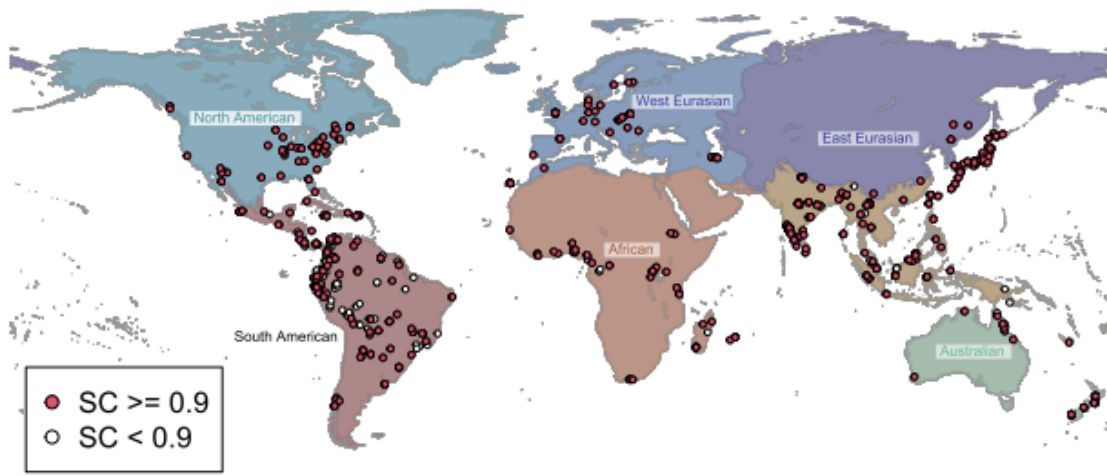 North American
West Eurasian
East Eurasian
African
South American
Australian
SC >= 0.9
SC < 0.9